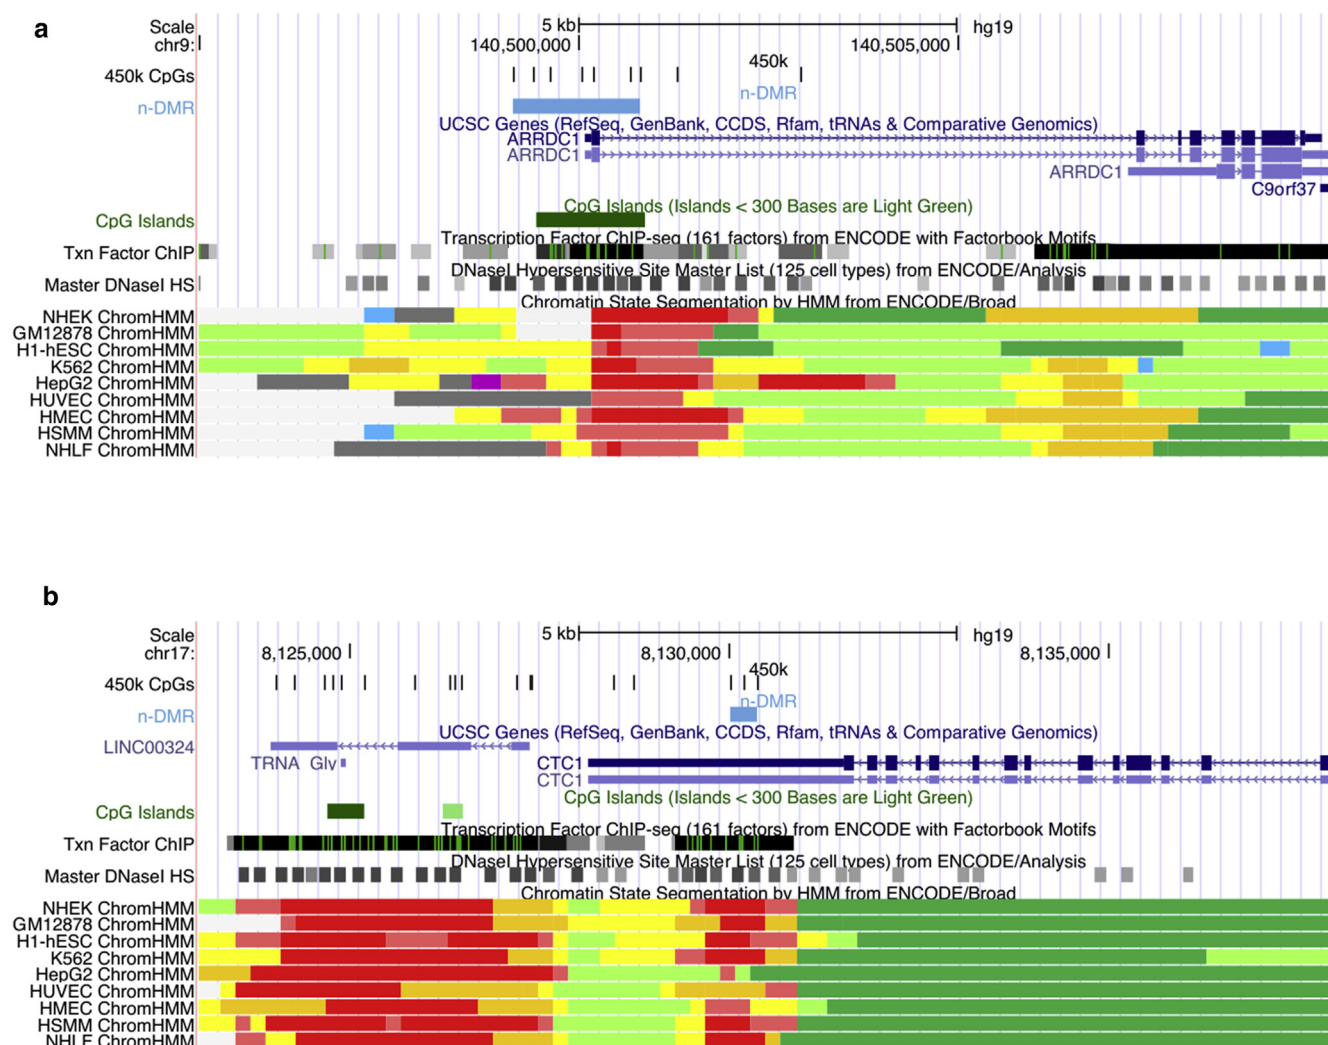 a
Scale 5 kb hg19
chr9: 140,500,000 140,505,000
450k
450k CpGs
n-DMR
n-DMR
UCSC Genes (RefSeq, GenBank, CCDS, Rfam, tRNAs & Comparative Genomics)
ARRDC1
ARRDC1
ARRDC1
C9orf37
CpG Islands (Islands < 300 Bases are Light Green)
CpG Islands
Transcription Factor ChIP-seq (161 factors) from ENCODE with Factorbook Motifs
Txn Factor ChIP
DNaseI Hypersensitive Site Master List (125 cell types) from ENCODE/Analysis
Master DNaseI HS
Chromatin State Segmentation by HMM from ENCODE/Broad
NHEK ChromHMM
GM12878 ChromHMM
H1-hESC ChromHMM
K562 ChromHMM
HepG2 ChromHMM
HUVEC ChromHMM
HMEC ChromHMM
HSMM ChromHMM
NHLF ChromHMM
b
Scale 5 kb hg19
chr17: 8,125,000 8,130,000 8,135,000
450k
450k CpGs
n-DMR
n-DMR
UCSC Genes (RefSeq, GenBank, CCDS, Rfam, tRNAs & Comparative Genomics)
LINC00324
TRNA_Gly CTC1
CTC1
CpG Islands (Islands < 300 Bases are Light Green)
CpG Islands
Transcription Factor ChIP-seq (161 factors) from ENCODE with Factorbook Motifs
Txn Factor ChIP
DNaseI Hypersensitive Site Master List (125 cell types) from ENCODE/Analysis
Master DNaseI HS
Chromatin State Segmentation by HMM from ENCODE/Broad
NHEK ChromHMM
GM12878 ChromHMM
H1-hESC ChromHMM
K562 ChromHMM
HepG2 ChromHMM
HUVEC ChromHMM
HMEC ChromHMM
HSMM ChromHMM
NHLF ChromHMM